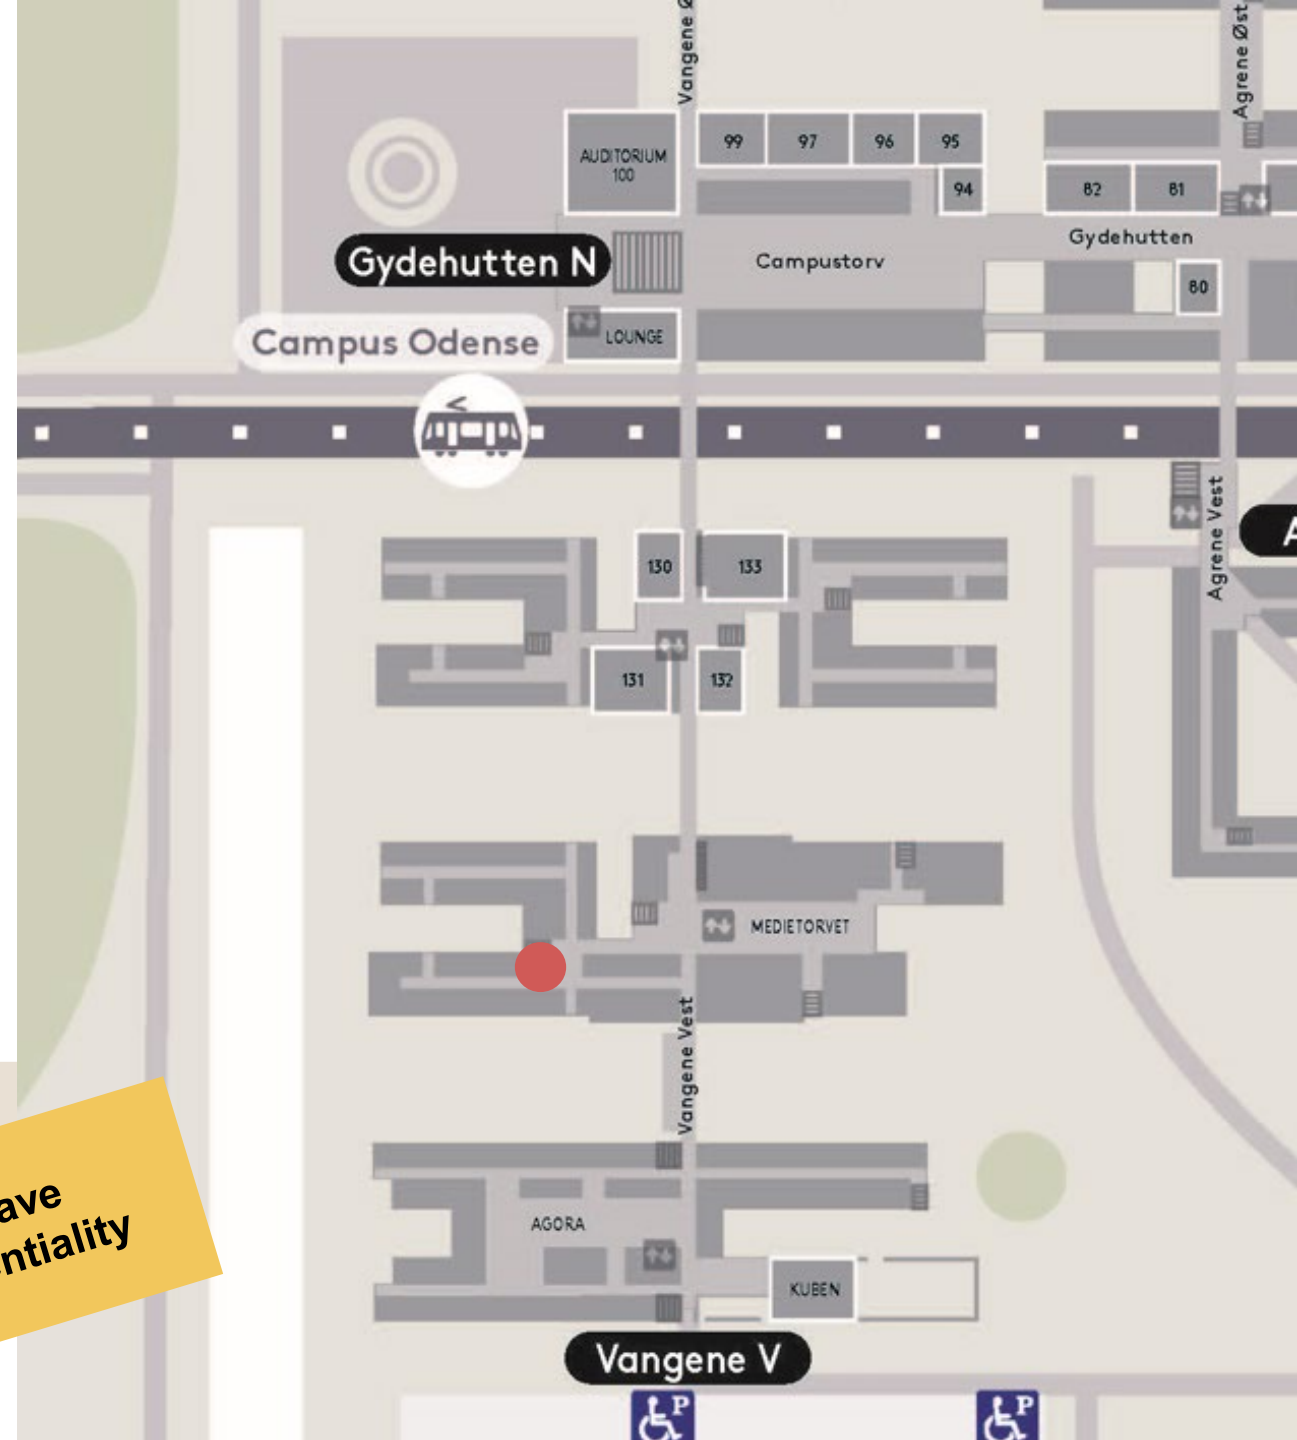 Vangene Ø
Agrene Øst
AUDITORIUM
100
99
97
96
95
94
82
81
Gydehutten N
Campustorv
Gydehutten
80
LOUNGE
Campus Odense
Agrene Vest
A
130
133
131
132
MEDIETORVET
Vangene Vest
ave
ntiality
AGORA
KUBEN
Vangene V
P
P